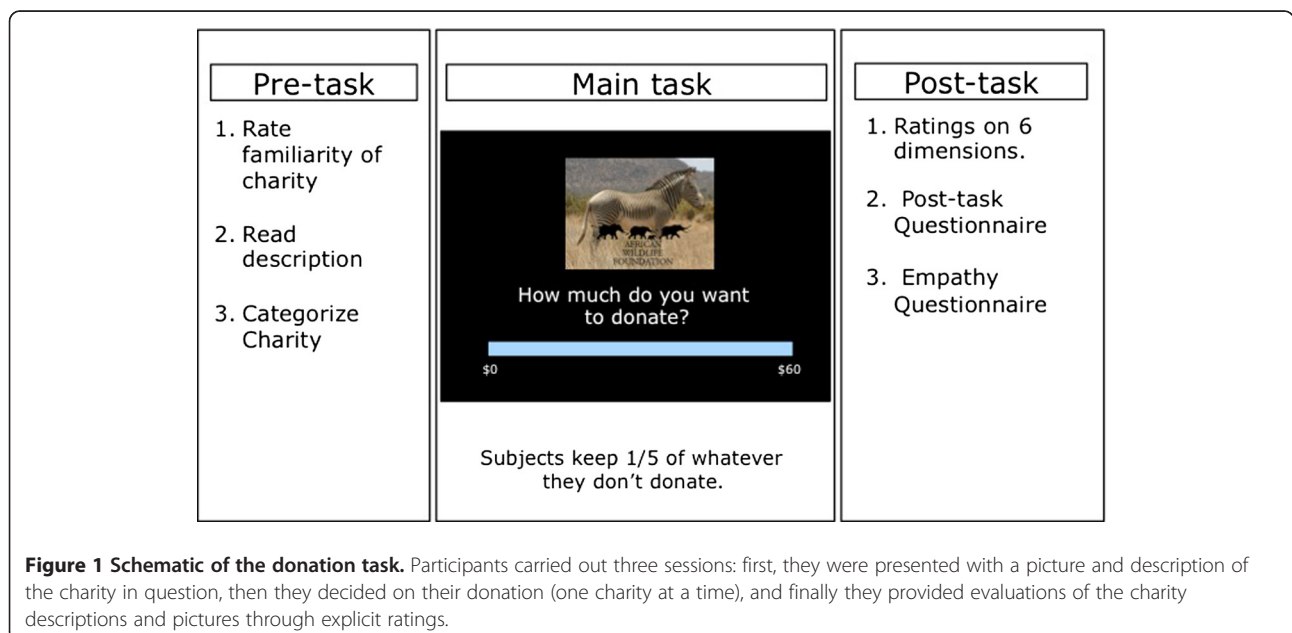 Pre-task
1. Rate
familiarity of
charity
2. Read
description
3. Categorize
Charity
Main task
AFRICAN
WILDLIFE
FOUNDATION
How much do you want
to donate?
$0
$60
Subjects keep 1/5 of whatever
they don't donate.
Post-task
1. Ratings on 6
dimensions.
2. Post-task
Questionnaire
3. Empathy
Questionnaire
Figure 1 Schematic of the donation task. Participants carried out three sessions: first, they were presented with a picture and description of
the charity in question, then they decided on their donation (one charity at a time), and finally they provided evaluations of the charity
descriptions and pictures through explicit ratings.